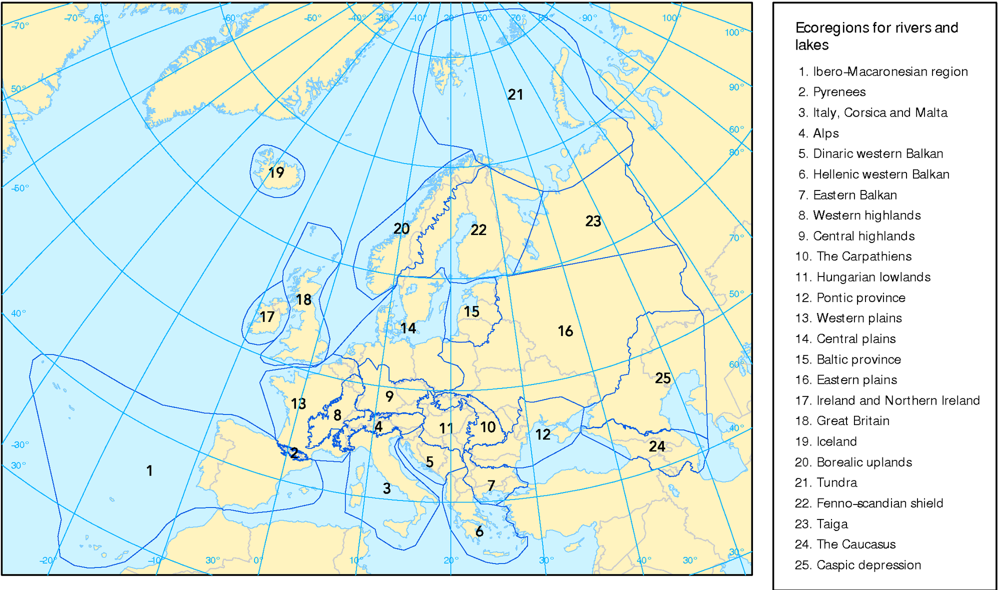 -70° 60° -60° -50° -40° -30° -10° 20° 50° 70° 80° 90° 100°
-70°
100°
50°
90°
21
60°
80°
19
-50°
23
20
22
70°
50°
18
15
40°
17
14
16
60°
25
9
13
8
4
11
10
12
40°
-30°
2
24
5
30°
1
7
3
6
30°
-20° -10 30° 0° 10° 20° 30° 40° 30°
Ecoregions for rivers and
lakes
1. Ibero-Macaronesian region
2. Pyrenees
3. Italy, Corsica and Malta
4. Alps
5. Dinaric western Balkan
6. Hellenic western Balkan
7. Eastern Balkan
8. Western highlands
9. Central highlands
10. The Carpathiens
11. Hungarian lowlands
12. Pontic province
13. Western plains
14. Central plains
15. Baltic province
16. Eastern plains
17. Ireland and Northern Ireland
18. Great Britain
19. Iceland
20. Borealic uplands
21. Tundra
22. Fenno-scandian shield
23. Taiga
24. The Caucasus
25. Caspic depression